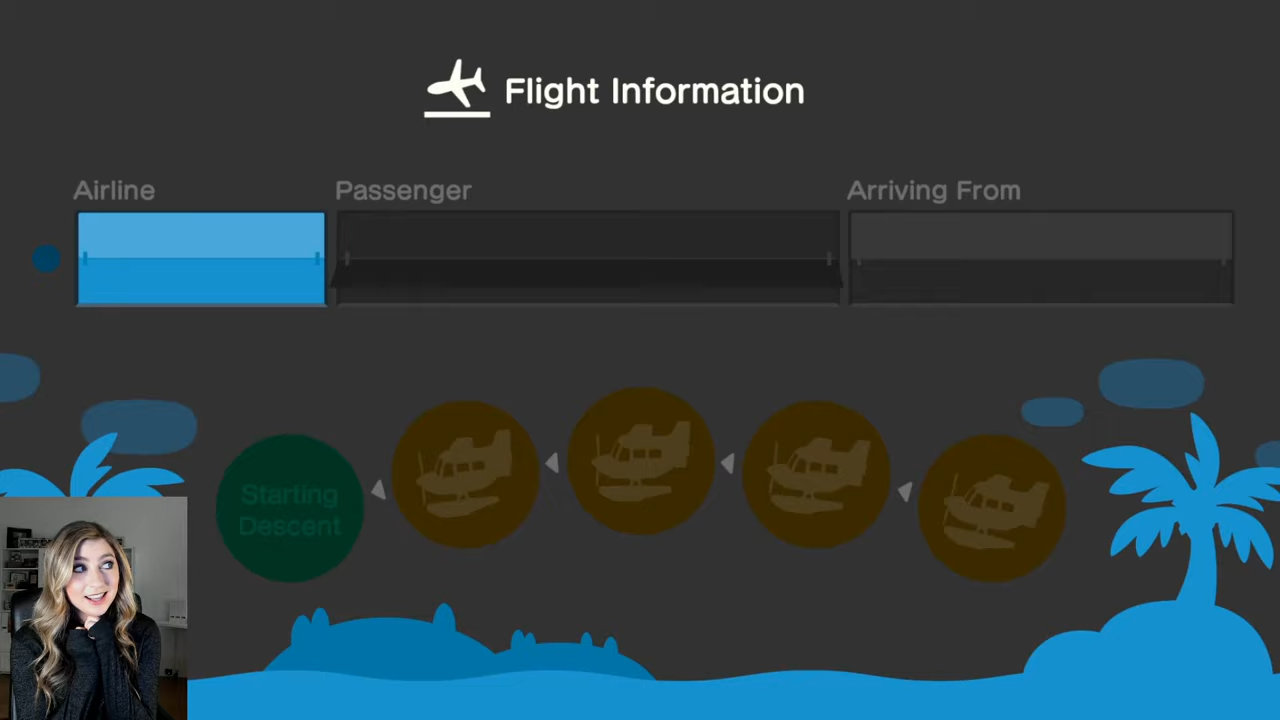 Flight Information
Airline
Passenger
Arriving From
Starting
Descent